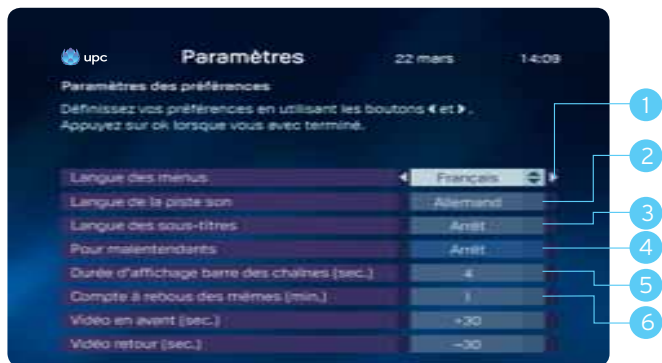 upc Paramètres 22 mars 14:09
Paramètres des préférences
Définissez vos préférences en utilisant les boutons et .
Appuyez sur ok lorsque vous avec terminé.
Langue des menus Français
Langue de la piste son Allemand
Langue des sous-titres Arrêt
Pour malentendants Arrêt
Durée d'affichage barre des chaînes (sec.) 4
Compte à rebous des mêmes (min.) 1
Vidéo en avant (sec.) +30
Vidéo retour (sec.) -30
1
2
3
4
5
6